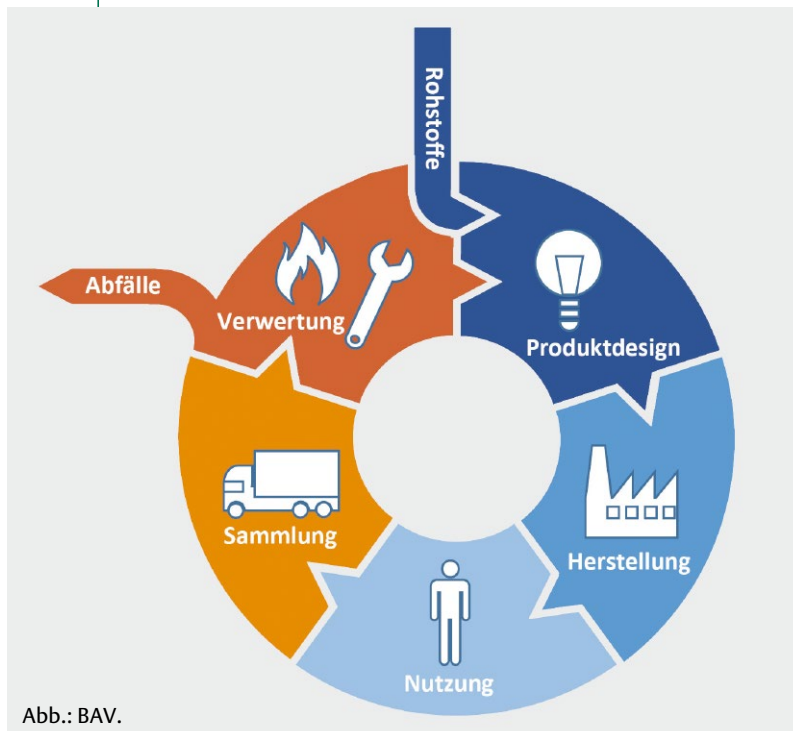 Rohstoffe
Produktdesign
Herstellung
Nutzung
Sammlung
Verwertung
Abfälle
Abb.: BAV.